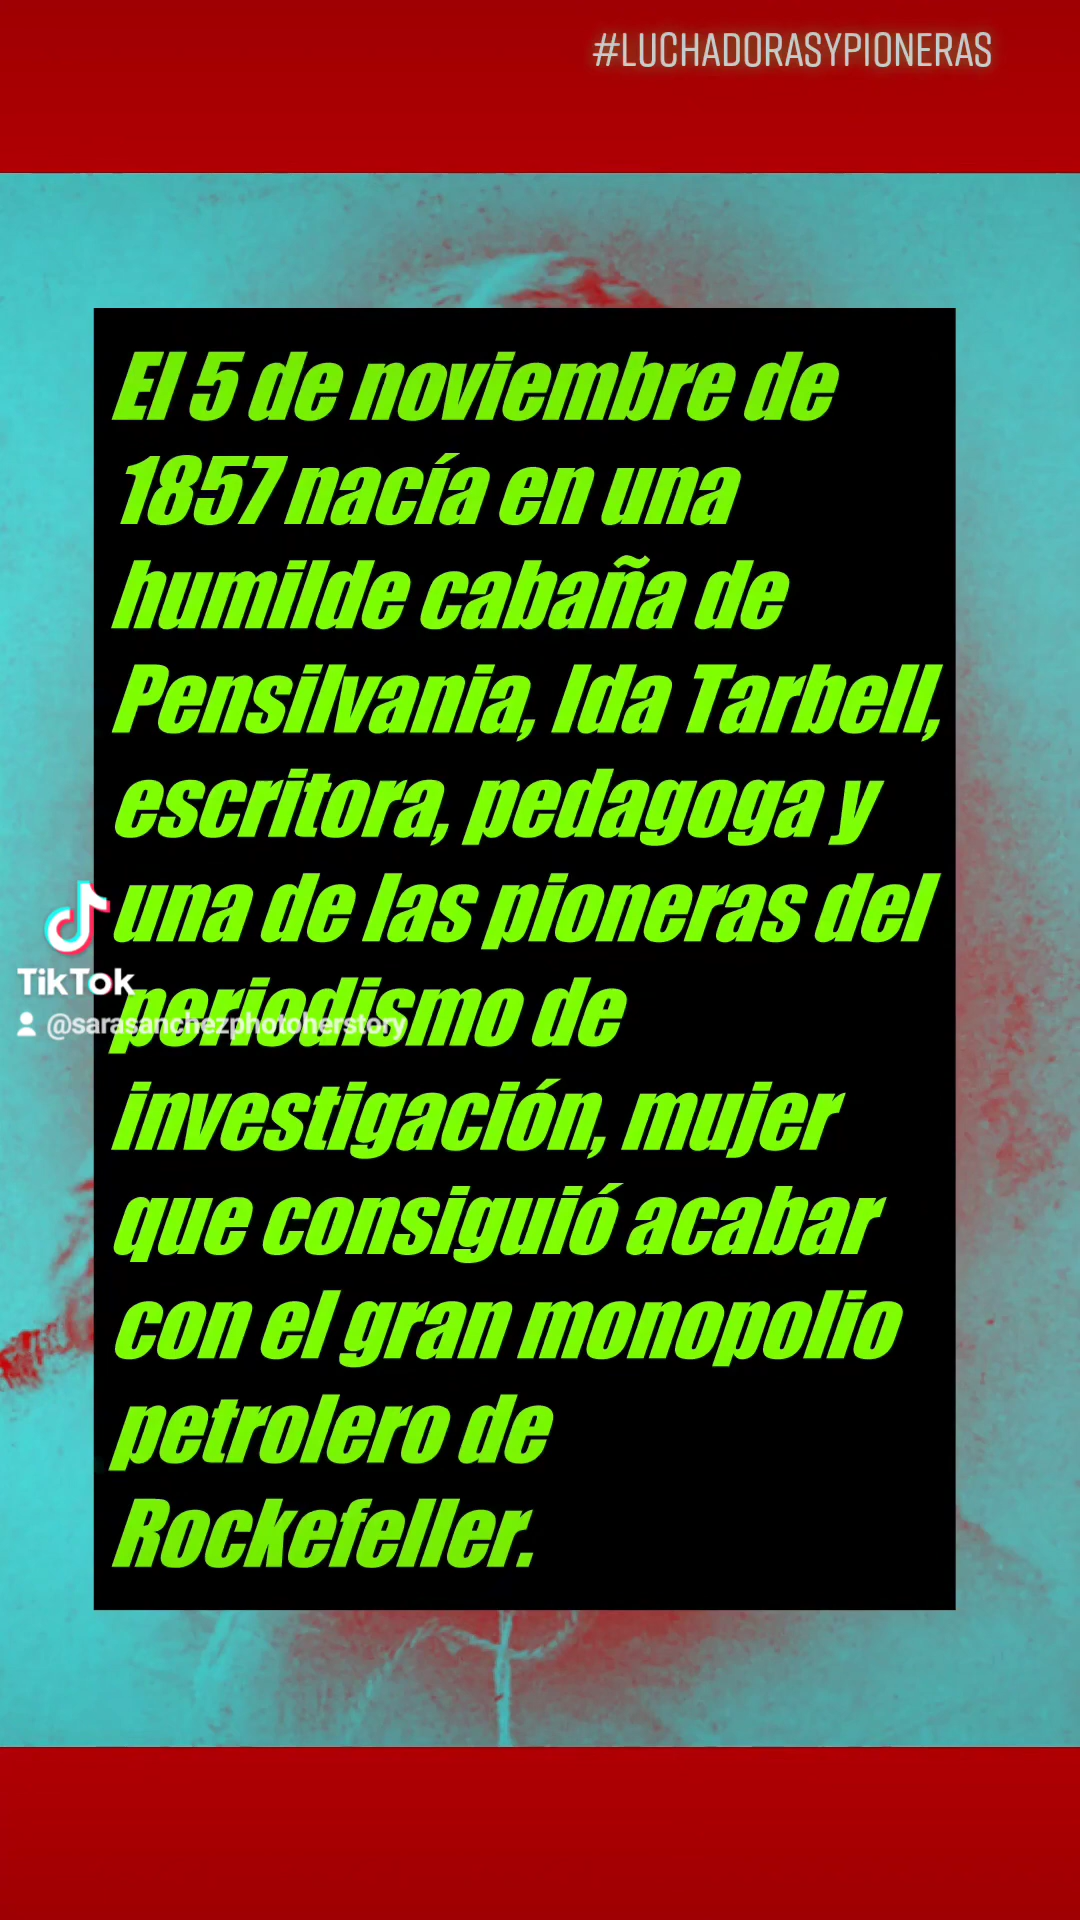 #LUCHADORASYPIONERAS
El 5 de noviembre de
1857 nacía en una
humilde cabaña de
Pensilvania, Ida Tarbell,
escritora, pedagoga y
una de las pioneras del
TikTok
periodismo de
@sarasanchezphotoherstory
investigación, mujer
que consiguió acabar
con el gran monopolio
petrolero de
Rockefeller.